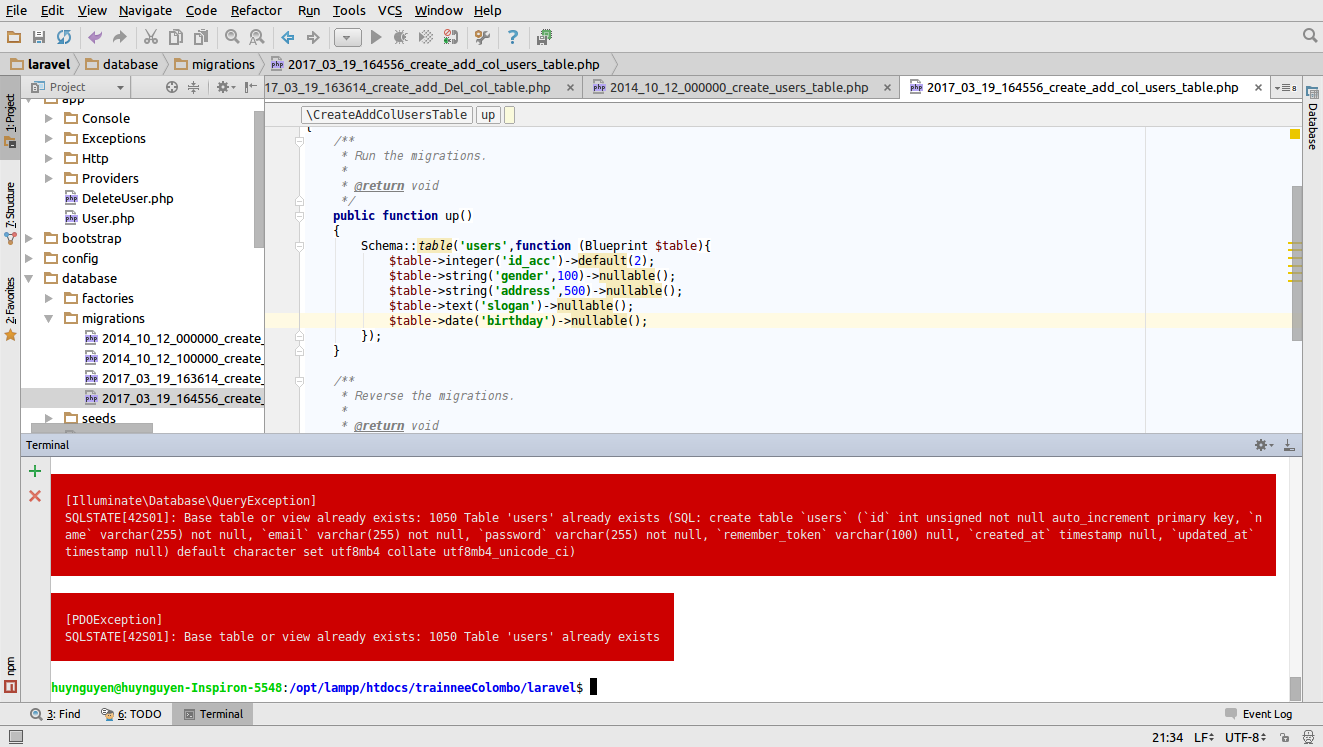 File Edit View Navigate Code Refactor Run Tools VCS Window Help
laravel database migrations 2017_03_19_164556_create_add_col_users_table.php
Project
17_03_19_163614_create_add_Del_col_table.php
2014_10_12_000000_create_users_table.php
2017_03_19_164556_create_add_col_users_table.php
8
1: Project
7: Structure
2: Favorites
npm
Database
app
Console
Exceptions
Http
Providers
DeleteUser.php
User.php
bootstrap
config
database
factories
migrations
2014_10_12_000000_create_
2014_10_12_100000_create_
2017_03_19_163614_create_
2017_03_19_164556_create_
seeds
\CreateAddColUsersTable up
{
/**
* Run the migrations.
*
* @return void
*/
public function up()
{
Schema::table('users',function (Blueprint $table){
$table->integer('id_acc')->default(2);
$table->string('gender',100)->nullable();
$table->string('address',500)->nullable();
$table->text('slogan')->nullable();
$table->date('birthday')->nullable();
});
}
/**
* Reverse the migrations.
*
* @return void
Terminal
[Illuminate\Database\QueryException]
SQLSTATE[42S01]: Base table or view already exists: 1050 Table 'users' already exists (SQL: create table `users` (`id` int unsigned not null auto_increment primary key, `n
ame` varchar(255) not null, `email` varchar(255) not null, `password` varchar(255) not null, `remember_token` varchar(100) null, `created_at` timestamp null, `updated_at`
timestamp null) default character set utf8mb4 collate utf8mb4_unicode_ci)
[PDOException]
SQLSTATE[42S01]: Base table or view already exists: 1050 Table 'users' already exists
huynguyen@huynguyen-Inspiron-5548:/opt/lampp/htdocs/trainneeColombo/laravel$
3: Find 6: TODO Terminal Event Log
21:34 LF UTF-8